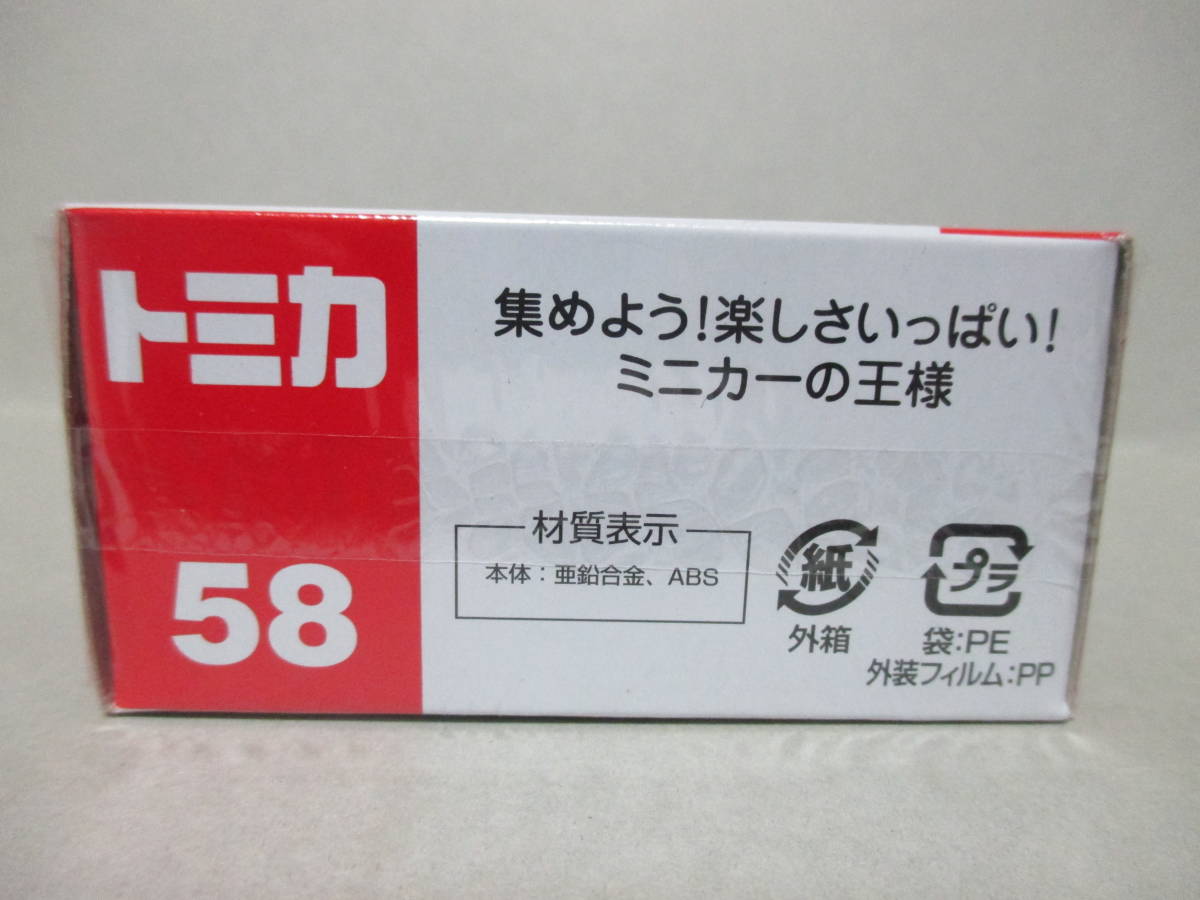 トミカ
58
集めよう!楽しさいっぱい!
ミニカーの王様
材質表示
本体:亜鉛合金、ABS
紙
外箱
プラ
袋:PE
外装フィルム:PP